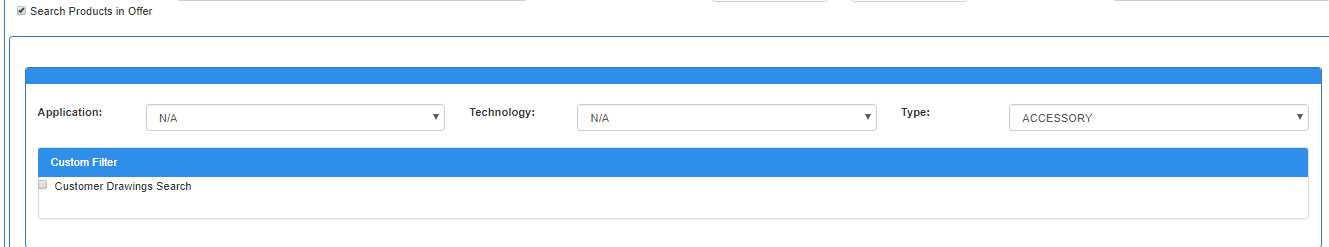 Search Products in Offer
Application: N/A Technology: N/A Type: ACCESSORY
Custom Filter
Customer Drawings Search